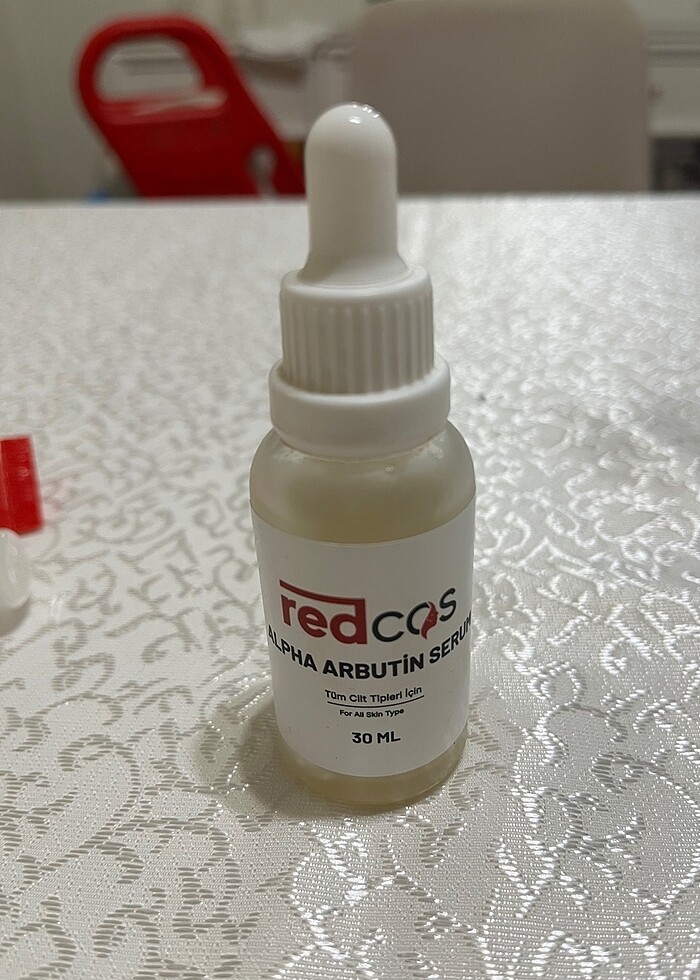 redcos
ALPHA ARBUTİN SERUM
Tüm Cilt Tipleri İçin
For All Skin Type
30 ML